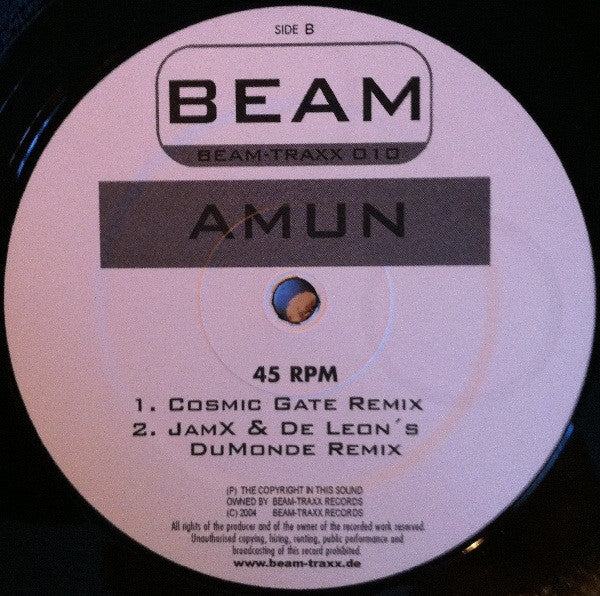 SIDE B
BEAM
BEAM-TRAXX 010
AMUN
45 RPM
1. COSMIC GATE REMIX
2. JAMX & DE LEON´S
DUMONDE REMIX
(P) THE COPYRIGHT IN THIS SOUND
OWNED BY BEAM-TRAXX RECORDS
(C) 2004 BEAM-TRAXX RECORDS
All rights of the producer and of the owner of the recorded work reserved.
Unauthorised copying, hiring, renting, public performance and
broadcasting of this record prohibited.
www.beam-traxx.de